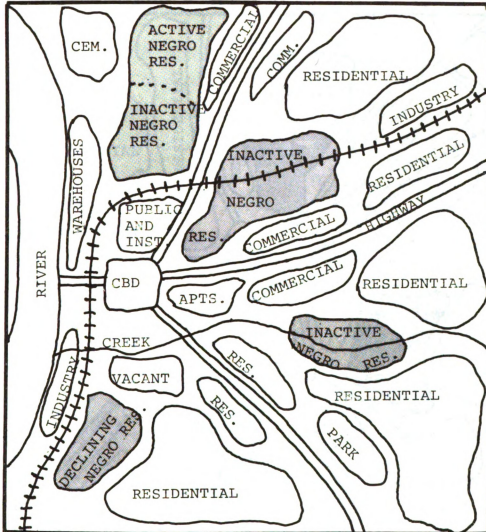 CEM.
ACTIVE
NEGRO
RES.
INACTIVE
NEGRO
RES.
COMMERCIAL
COMM.
RESIDENTIAL
INDUSTRY
WAREHOUSES
INACTIVE
NEGRO
RES.
RESIDENTIAL
PUBLIC
AND
INST.
COMMERCIAL
HIGHWAY
RIVER
CBD
APTS.
COMMERCIAL
RESIDENTIAL
CREEK
INACTIVE
NEGRO RES.
INDUSTRY
VACANT
RES.
RES.
RESIDENTIAL
DECLINING
NEGRO RES.
PARK
RESIDENTIAL